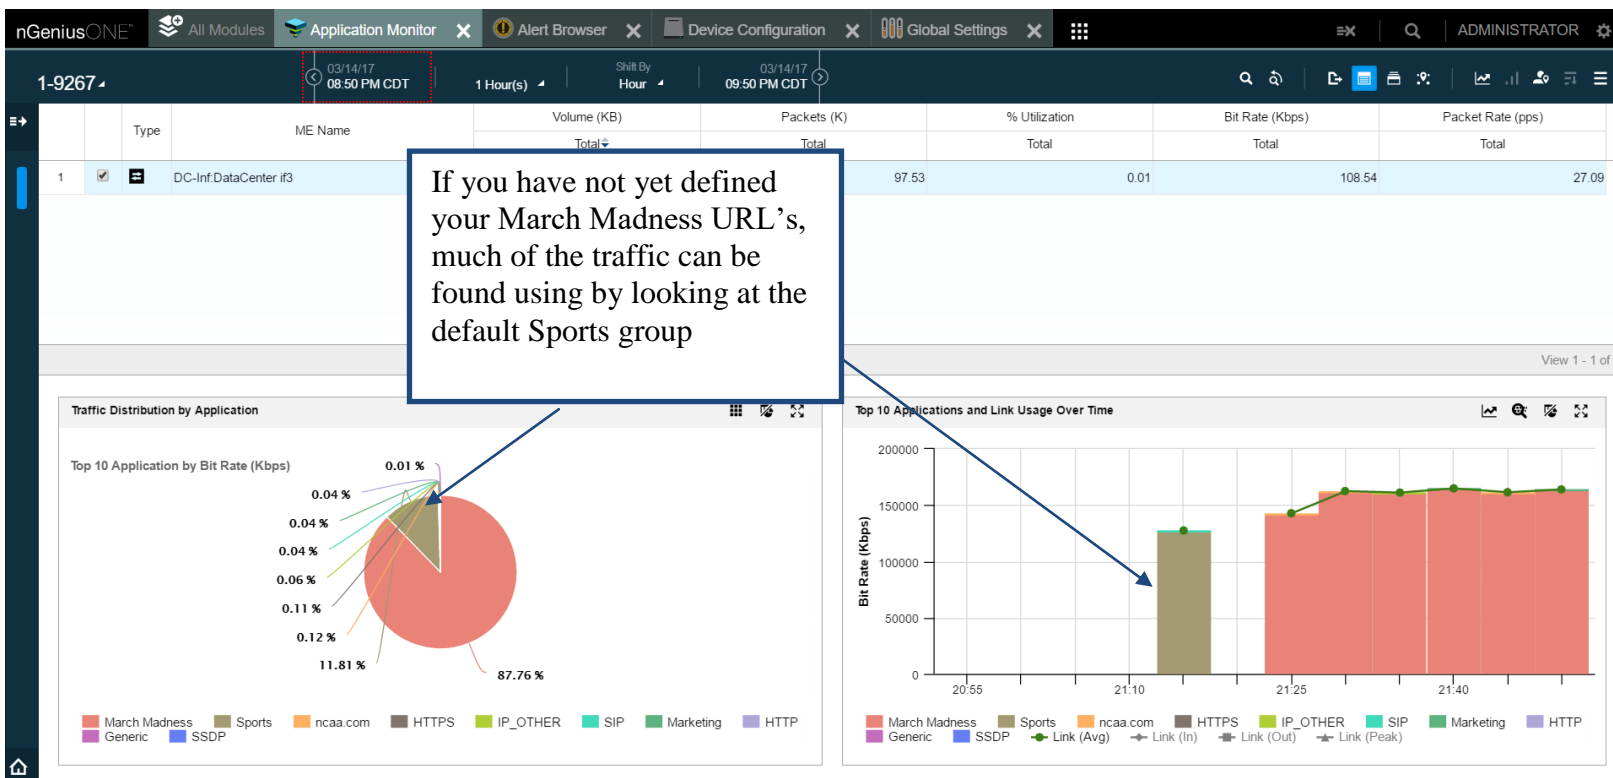 nGeniusONE™ All Modules Application Monitor Alert Browser Device Configuration Global Settings ADMINISTRATOR
1-9267
03/14/17
08:50 PM CDT
1 Hour(s)
Shift By
Hour
03/14/17
09:50 PM CDT
Type ME Name Volume (KB) Packets (K) % Utilization Bit Rate (Kbps) Packet Rate (pps)
Total Total Total Total Total
1 DC-Inf:DataCenter if3 97.53 0.01 108.54 27.09
If you have not yet defined
your March Madness URL's,
much of the traffic can be
found using by looking at the
default Sports group
View 1 - 1 of
Traffic Distribution by Application
Top 10 Application by Bit Rate (Kbps)
0.01 %
0.04 %
0.04 %
0.04 %
0.06 %
0.11 %
0.12 %
11.81 %
87.76 %
March Madness Sports ncaa.com HTTPS IP_OTHER SIP Marketing HTTP
Generic SSDP
Top 10 Applications and Link Usage Over Time
Bit Rate (Kbps)
200000
150000
100000
50000
0
20:55 21:10 21:25 21:40
March Madness Sports ncaa.com HTTPS IP_OTHER SIP Marketing HTTP
Generic SSDP Link (Avg) Link (In) Link (Out) Link (Peak)